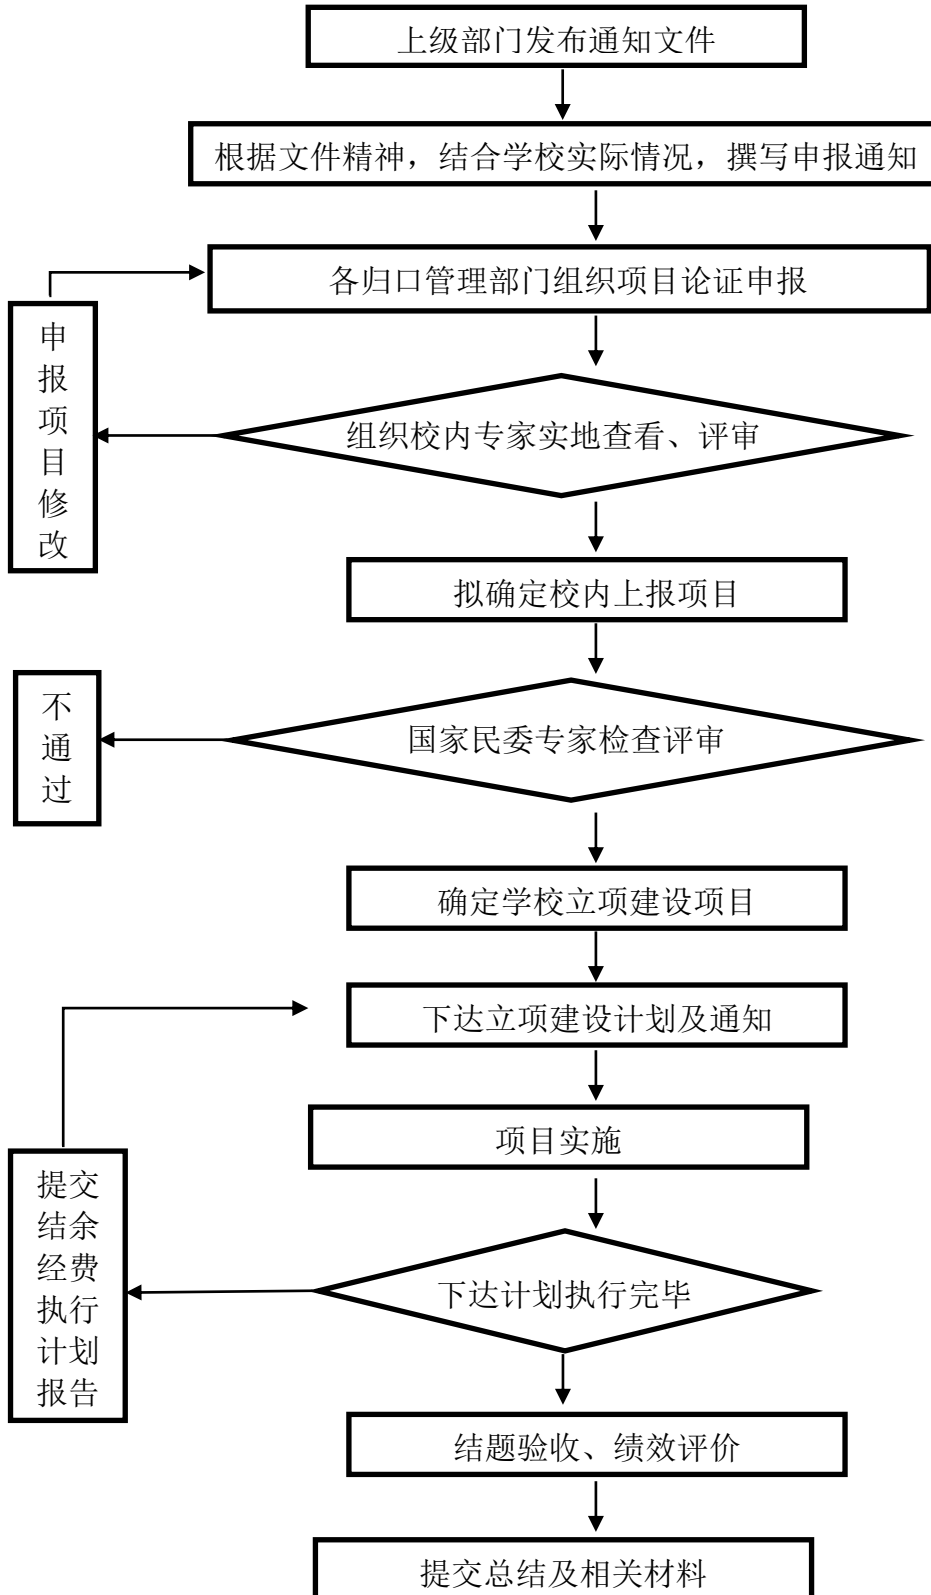 上级部门发布通知文件
根据文件精神，结合学校实际情况，撰写申报通知
各归口管理部门组织项目论证申报
申
报
项
目
修
改
组织校内专家实地查看、评审
拟确定校内上报项目
不
通
过
国家民委专家检查评审
确定学校立项建设项目
下达立项建设计划及通知
项目实施
提交
结余
经费
执行
计划
报告
下达计划执行完毕
结题验收、绩效评价
提交总结及相关材料